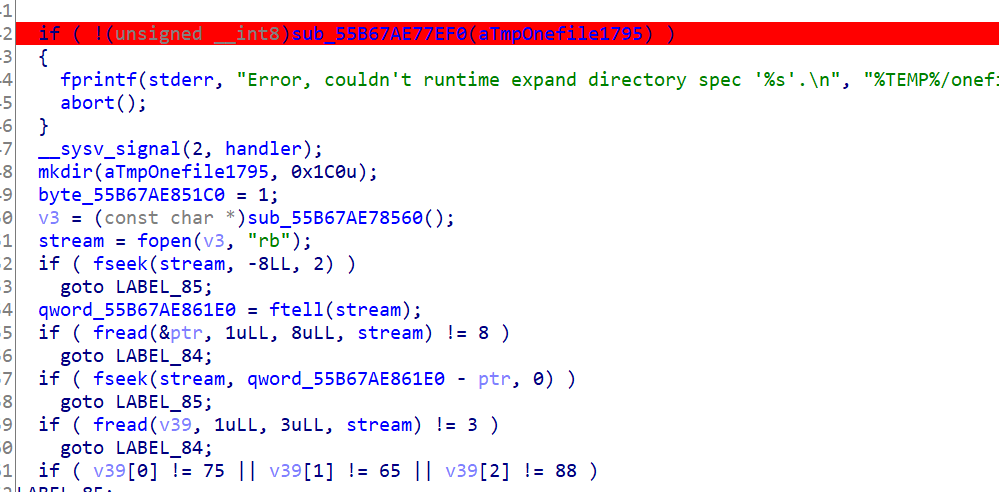 1
2 if ( !(unsigned __int8)sub_55B67AE77EF0(aTmpOnefile1795) )
3 {
4 fprintf(stderr, "Error, couldn't runtime expand directory spec '%s'.\n", "%TEMP%/onefi
5 abort();
6 }
7 __sysv_signal(2, handler);
8 mkdir(aTmpOnefile1795, 0x1C0u);
9 byte_55B67AE851C0 = 1;
0 v3 = (const char *)sub_55B67AE78560();
1 stream = fopen(v3, "rb");
2 if ( fseek(stream, -8LL, 2) )
3 goto LABEL_85;
4 qword_55B67AE861E0 = ftell(stream);
5 if ( fread(&ptr, 1uLL, 8uLL, stream) != 8 )
6 goto LABEL_84;
7 if ( fseek(stream, qword_55B67AE861E0 - ptr, 0) )
8 goto LABEL_85;
9 if ( fread(v39, 1uLL, 3uLL, stream) != 3 )
0 goto LABEL_84;
1 if ( v39[0] != 75 || v39[1] != 65 || v39[2] != 88 )
LABEL_85: